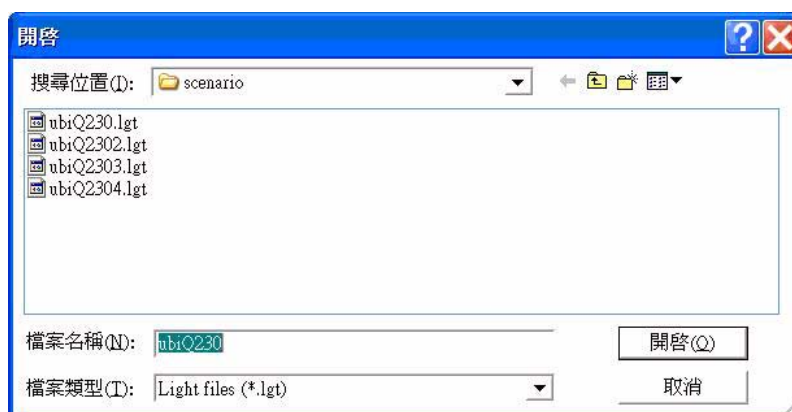 開啓
搜尋位置(I): scenario
ubiQ230.lgt
ubiQ2302.lgt
ubiQ2303.lgt
ubiQ2304.lgt
檔案名稱(N): ubiQ230 開啓(O)
檔案類型(T): Light files (*.lgt) 取消